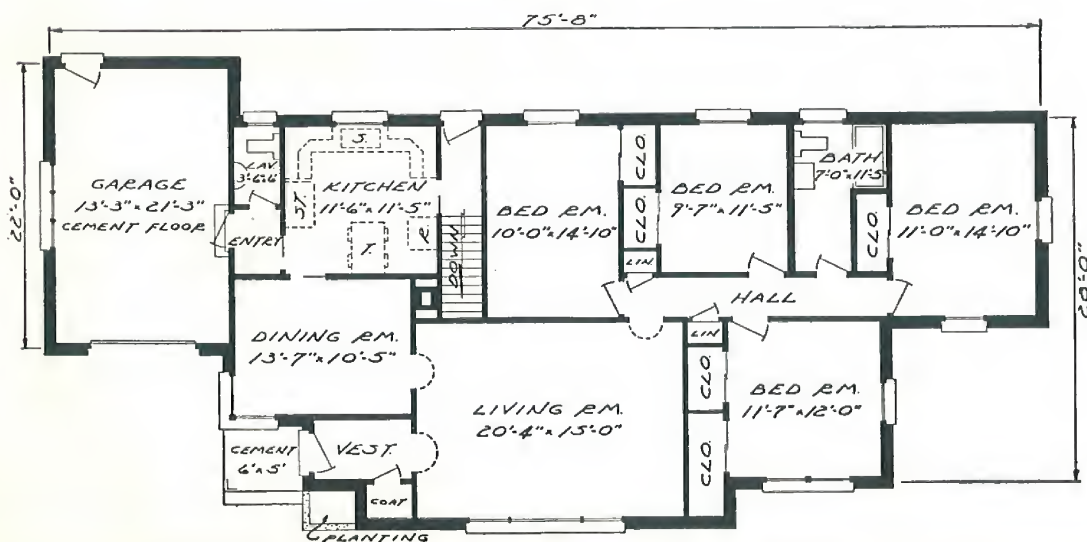 75'-8"
22'-0"
GARAGE
13'-3" x 21'-3"
CEMENT FLOOR
LAV.
3'-6" 6'
ENTRY
S.
ST.
KITCHEN
11'-6" x 11'-5"
T.
R.
DOWN
BED RM.
10'-0" x 14'-10"
CLO.
CLO.
LIN.
BED RM.
9'-7" x 11'-5"
BATH
7'-0" x 11'-5"
CLO.
BED RM.
11'-0" x 14'-10"
HALL
DINING RM.
13'-7" x 10'-5"
LIN
CLO.
CLO.
BED RM.
11'-7" x 12'-0"
LIVING RM.
20'-4" x 15'-0"
CEMENT
6' x 5'
VEST.
COAT
PLANTING